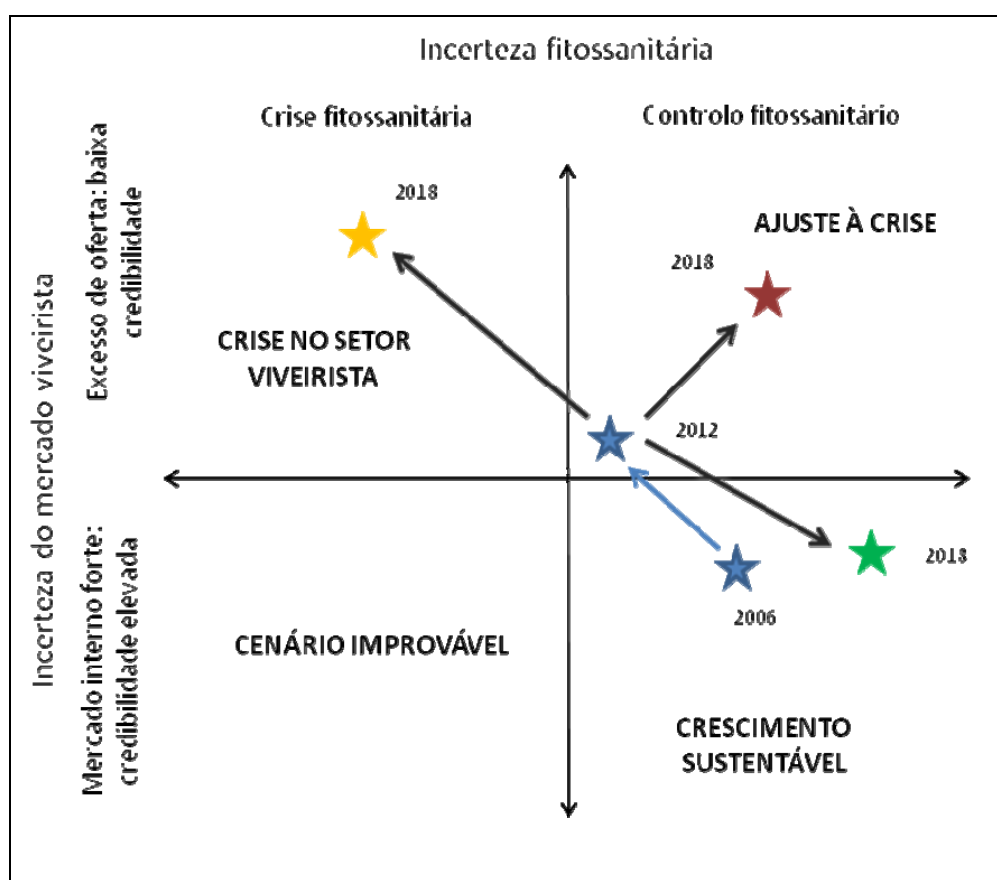 Incerteza fitossanitária
Crise fitossanitária
Controlo fitossanitário
Incerteza do mercado viveirista
Excesso de oferta: baixa
credibilidade
Mercado interno forte:
credibilidade elevada
2018
AJUSTE À CRISE
2018
CRISE NO SETOR
VIVEIRISTA
2012
2018
2006
CENÁRIO IMPROVÁVEL
CRESCIMENTO
SUSTENTÁVEL